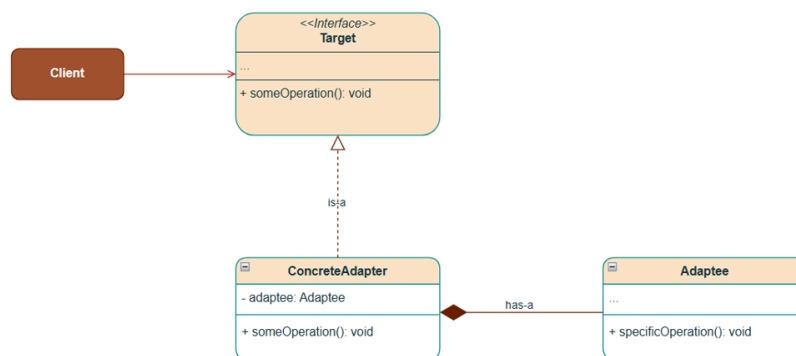 <<Interface>>
Target
Client
...
+ someOperation(): void
is-a
ConcreteAdapter
- adaptee: Adaptee
+ someOperation(): void
has-a
Adaptee
...
+ specificOperation(): void